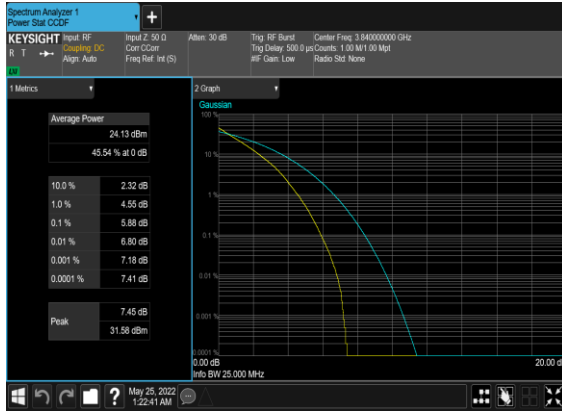 Spectrum Analyzer 1
Power Stat CCDF
+
KEYSIGHT
R T
LU
Input: RF
Coupling: DC
Align: Auto
Input Z: 50 Ω
Corr CCorr
Freq Ref: Int (S)
Atten: 30 dB
Trig: RF Burst
Trig Delay: 500.0 µs
#IF Gain: Low
Center Freq: 3.840000000 GHz
Counts: 1.00 M/1.00 Mpt
Radio Std: None
1 Metrics
Average Power
24.13 dBm
45.54 % at 0 dB
10.0 % 2.32 dB
1.0 % 4.55 dB
0.1 % 5.88 dB
0.01 % 6.80 dB
0.001 % 7.18 dB
0.0001 % 7.41 dB
Peak
7.45 dB
31.58 dBm
2 Graph
Gaussian
100 %
10 %
1 %
0.1 %
0.01 %
0.001 %
0.0001 %
0.00 dB
20.00 d
Info BW 25.000 MHz
?
May 25, 2022
1:22:41 AM